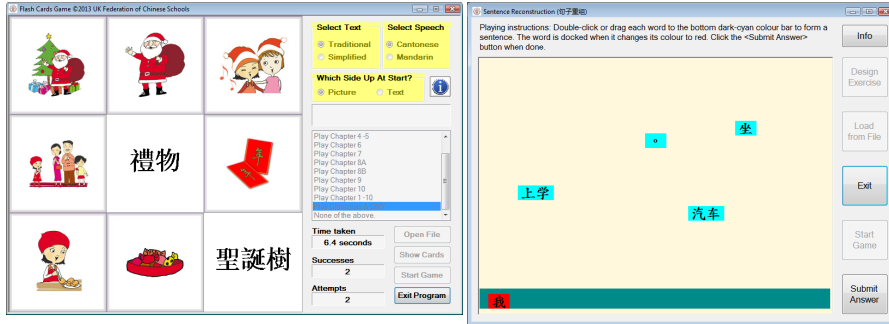 Flash Cards Game ©2013 UK Federation of Chinese Schools
Select Text
Traditional
Simplified
Select Speech
Cantonese
Mandarin
Which Side Up At Start?
Picture
Text
Play Chapter 4 -5
Play Chapter 6
Play Chapter 7
Play Chapter 8A
Play Chapter 8B
Play Chapter 9
Play Chapter 10
Play Chapter 1 -10
None of the above.
Time taken
6.4 seconds
Successes
2
Attempts
2
Open File
Show Cards
Start Game
Exit Program
禮物
年
聖誕樹
Sentence Reconstruction (句子重组)
Playing instructions: Double-click or drag each word to the bottom dark-cyan colour bar to form a
sentence. The word is docked when it changes its colour to red. Click the <Submit Answer>
button when done.
坐
。
上学
汽车
我
Info
Design
Exercise
Load
from File
Exit
Start
Game
Submit
Answer